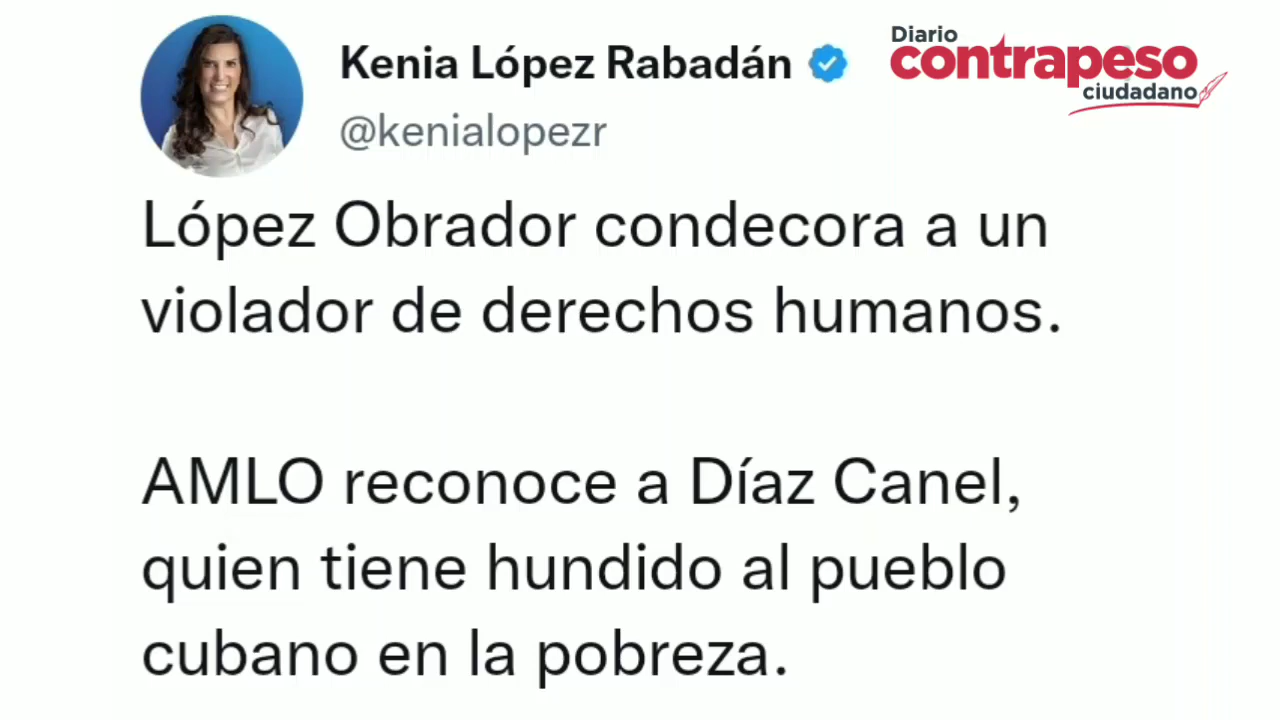 Kenia López Rabadán
@kenialopezr
Diario
contrapeso
ciudadano
López Obrador condecora a un
violador de derechos humanos.
AMLO reconoce a Díaz Canel,
quien tiene hundido al pueblo
cubano en la pobreza.